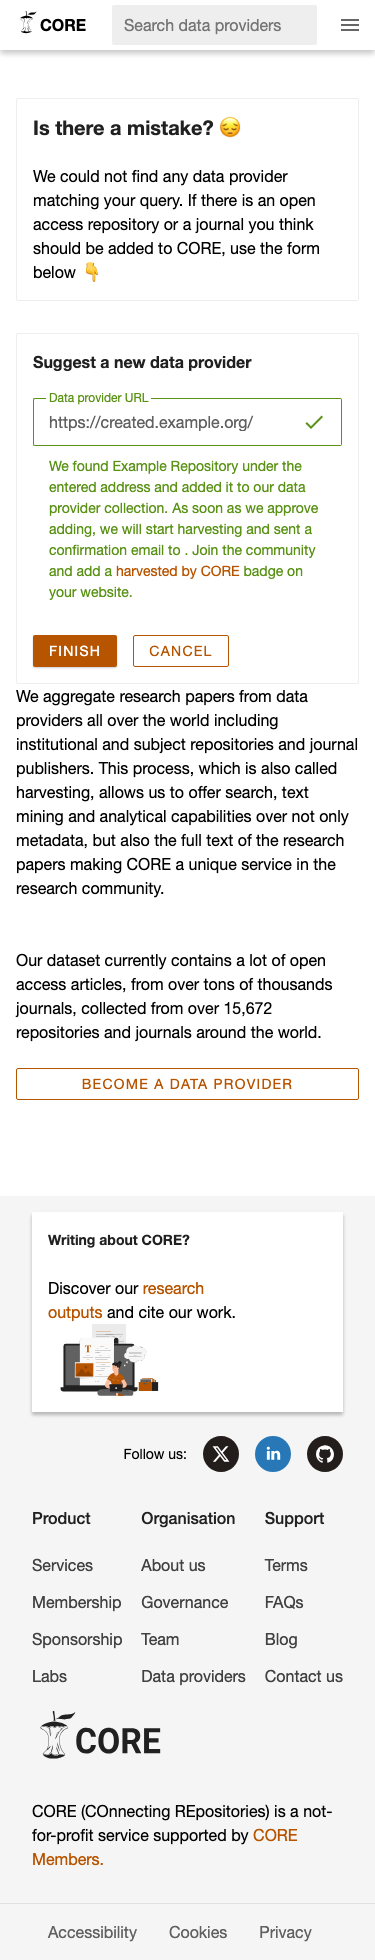 CORE
Search data providers
Is there a mistake? 😔
We could not find any data provider
matching your query. If there is an open
access repository or a journal you think
should be added to CORE, use the form
below 👇
Suggest a new data provider
Data provider URL
https://created.example.org/
We found Example Repository under the
entered address and added it to our data
provider collection. As soon as we approve
adding, we will start harvesting and sent a
confirmation email to . Join the community
and add a harvested by CORE badge on
your website.
FINISH CANCEL
We aggregate research papers from data
providers all over the world including
institutional and subject repositories and journal
publishers. This process, which is also called
harvesting, allows us to offer search, text
mining and analytical capabilities over not only
metadata, but also the full text of the research
papers making CORE a unique service in the
research community.
Our dataset currently contains a lot of open
access articles, from over tons of thousands
journals, collected from over 15,672
repositories and journals around the world.
BECOME A DATA PROVIDER
Writing about CORE?
Discover our research
outputs and cite our work.
T
Follow us:
Product Organisation Support
Services About us Terms
Membership Governance FAQs
Sponsorship Team Blog
Labs Data providers Contact us
CORE
CORE (COnnecting REpositories) is a not-
for-profit service supported by CORE
Members.
Accessibility Cookies Privacy